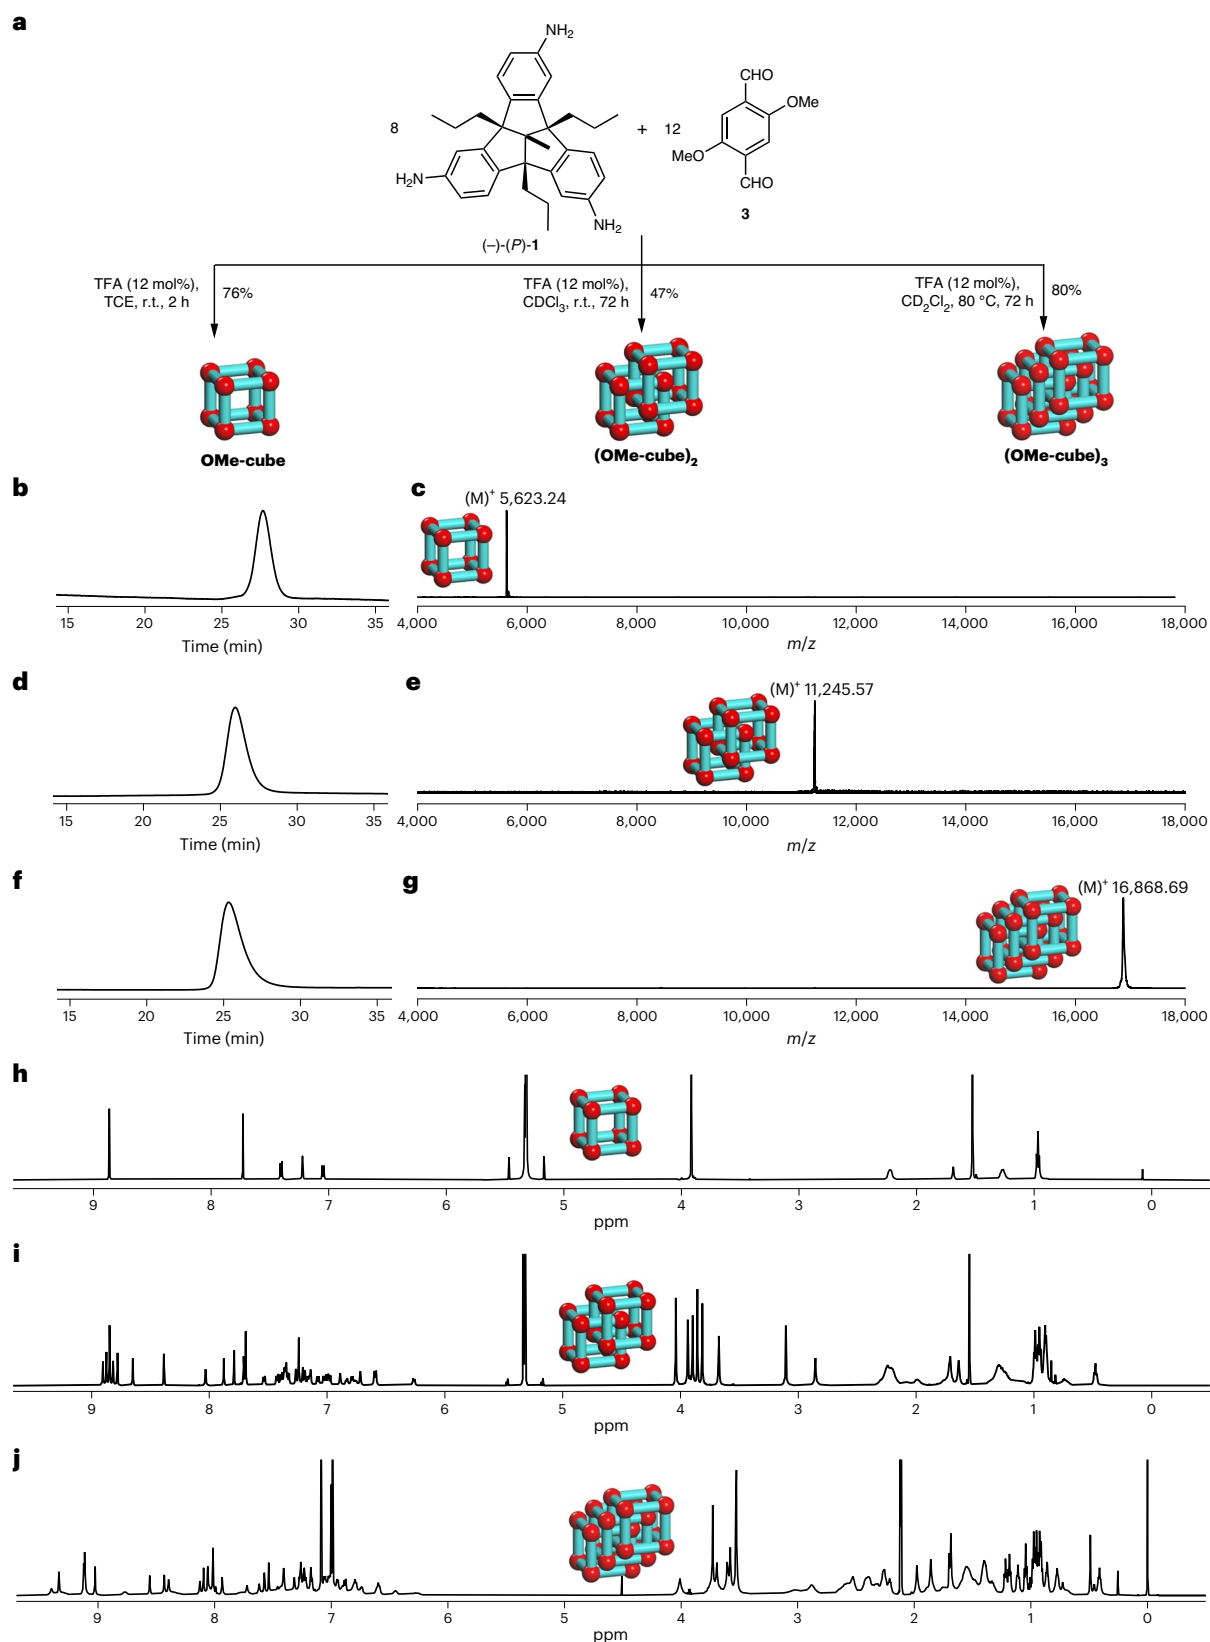 a
NH2
8
H2N
NH2
(–)-(P)-1
+ 12
CHO
OMe
MeO
CHO
3
TFA (12 mol%),
TCE, r.t., 2 h
76%
TFA (12 mol%),
CDCl3, r.t., 72 h
47%
TFA (12 mol%),
CD2Cl2, 80 °C, 72 h
80%
OMe-cube
(OMe-cube)2
(OMe-cube)3
b
15 20 25 30 35
Time (min)
c
(M)+ 5,623.24
4,000 6,000 8,000 10,000 12,000 14,000 16,000 18,000
m/z
d
15 20 25 30 35
Time (min)
e
(M)+ 11,245.57
4,000 6,000 8,000 10,000 12,000 14,000 16,000 18,000
m/z
f
15 20 25 30 35
Time (min)
g
(M)+ 16,868.69
4,000 6,000 8,000 10,000 12,000 14,000 16,000 18,000
m/z
h
9 8 7 6 5 4 3 2 1 0
ppm
i
9 8 7 6 5 4 3 2 1 0
ppm
j
9 8 7 6 5 4 3 2 1 0
ppm